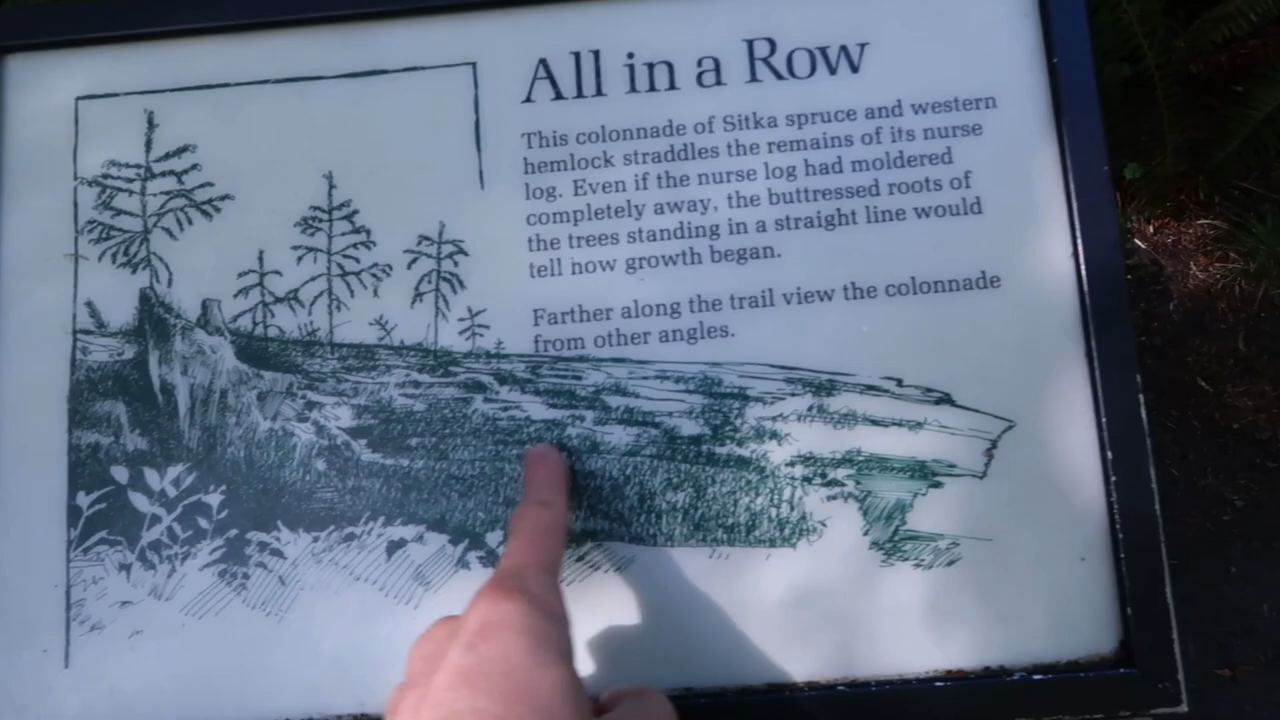 All in a Row
This colonnade of Sitka spruce and western
hemlock straddles the remains of its nurse
log. Even if the nurse log had moldered
completely away, the buttressed roots of
the trees standing in a straight line would
tell how growth began.
Farther along the trail view the colonnade
from other angles.